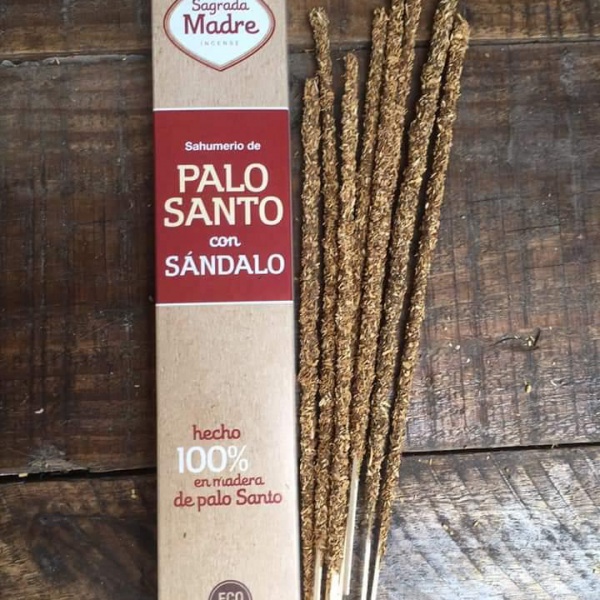 Sagrada
Madre
INCENSE
Sahumerio de
PALO
SANTO
con
SÁNDALO
hecho
100%
en madera
de palo Santo
ECO